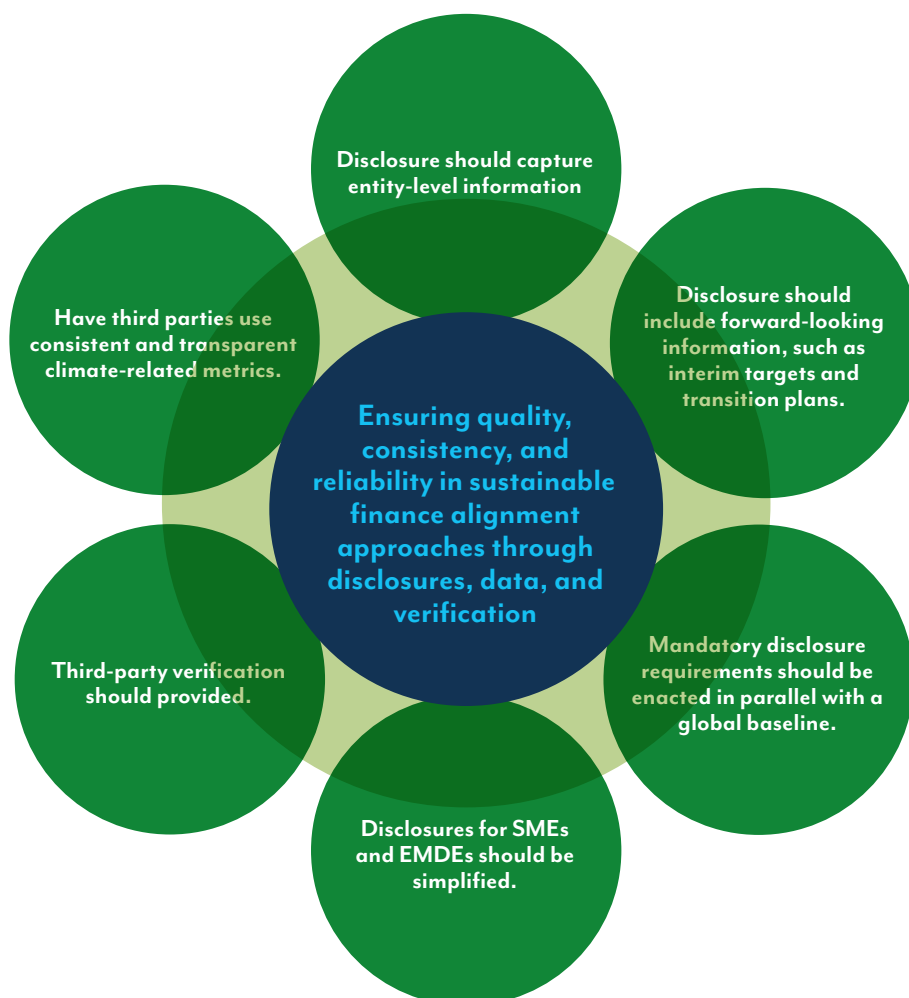 Disclosure should capture
entity-level information
Disclosure should
include forward-looking
information, such as
interim targets and
transition plans.
Mandatory disclosure
requirements should be
enacted in parallel with a
global baseline.
Disclosures for SMEs
and EMDEs should be
simplified.
Third-party verification
should provided.
Have third parties use
consistent and transparent
climate-related metrics.
Ensuring quality,
consistency, and
reliability in sustainable
finance alignment
approaches through
disclosures, data, and
verification